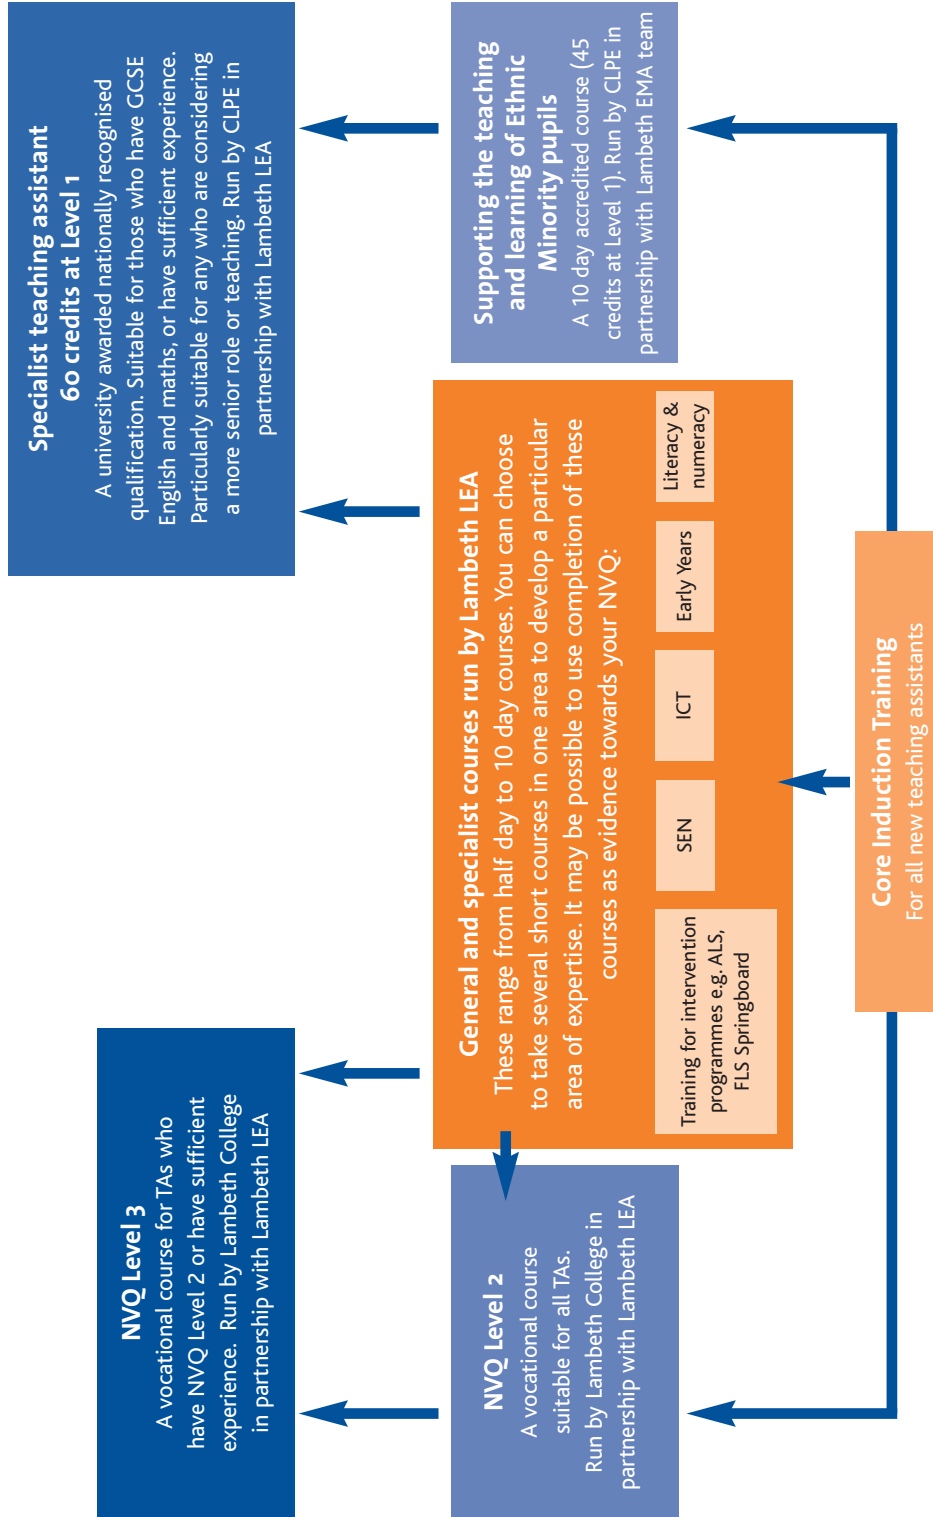 NVQ Level 3
A vocational course for TAs who
have NVQ Level 2 or have sufficient
experience. Run by Lambeth College
in partnership with Lambeth LEA
Specialist teaching assistant
60 credits at Level 1
A university awarded nationally recognised
qualification. Suitable for those who have GCSE
English and maths, or have sufficient experience.
Particularly suitable for any who are considering
a more senior role or teaching. Run by CLPE in
partnership with Lambeth LEA
NVQ Level 2
A vocational course
suitable for all TAs.
Run by Lambeth College in
partnership with Lambeth LEA
General and specialist courses run by Lambeth LEA
These range from half day to 10 day courses. You can choose
to take several short courses in one area to develop a particular
area of expertise. It may be possible to use completion of these
courses as evidence towards your NVQ:
Training for intervention
programmes e.g. ALS,
FLS Springboard
SEN
ICT
Early Years
Literacy &
numeracy
Supporting the teaching
and learning of Ethnic
Minority pupils
A 10 day accredited course (45
credits at Level 1). Run by CLPE in
partnership with Lambeth EMA team
Core Induction Training
For all new teaching assistants